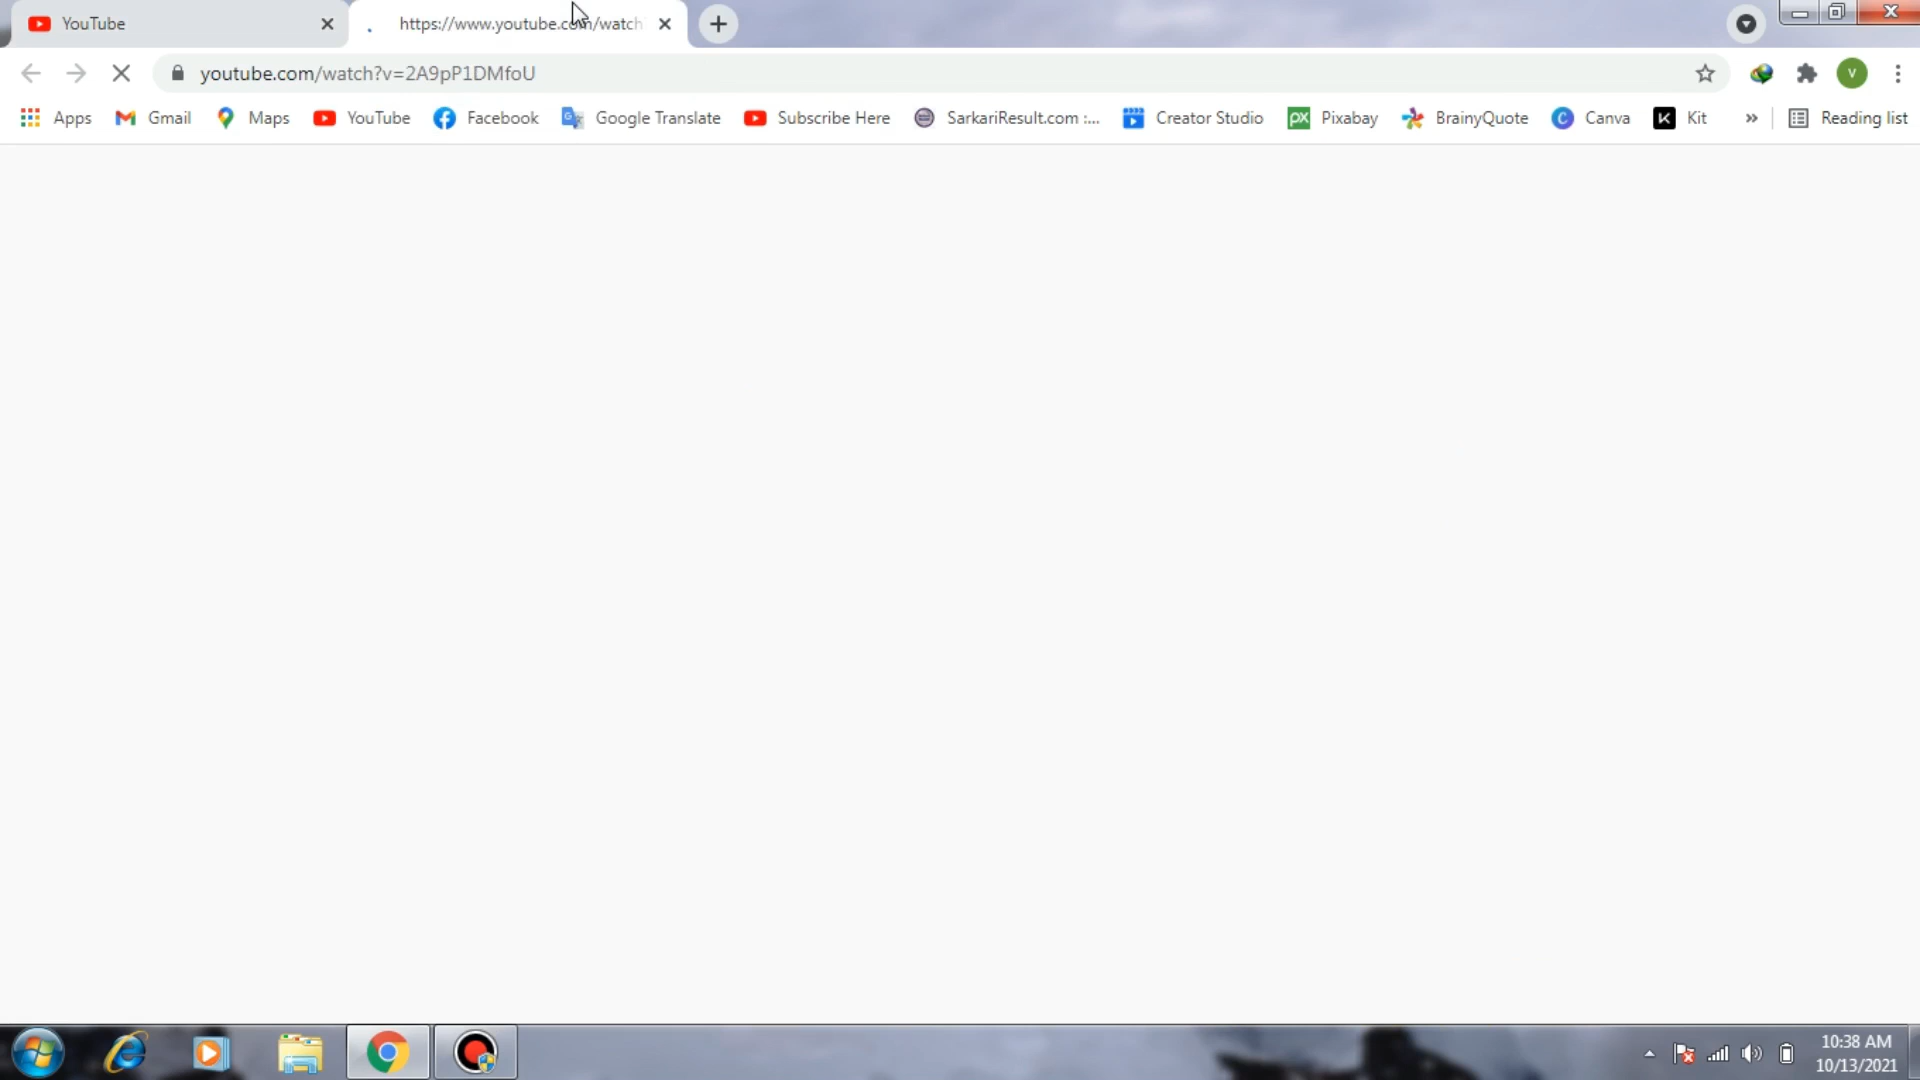 YouTube
https://www.youtube.com/watch
youtube.com/watch?v=2A9pP1DMfoU
V
Apps Gmail Maps YouTube Facebook Google Translate Subscribe Here SarkariResult.com :... Creator Studio Pixabay BrainyQuote Canva Kit » Reading list
10:38 AM
10/13/2021